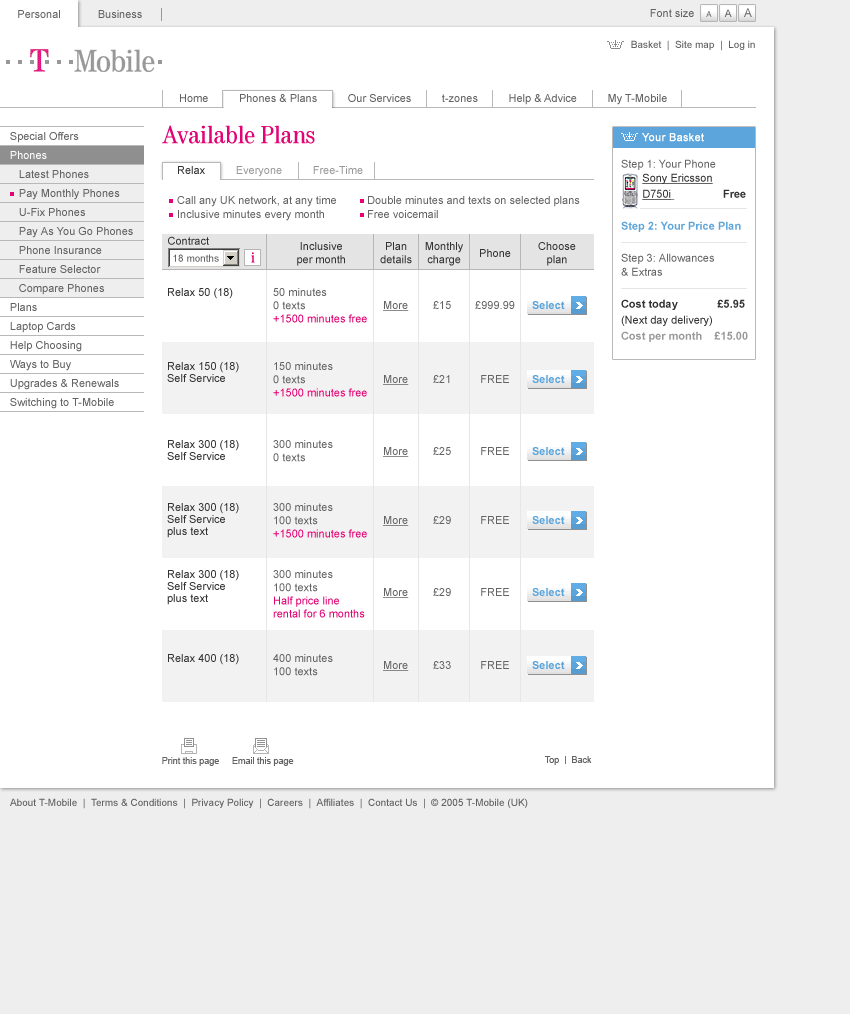 Personal
Business
Font size A A A
Basket | Site map | Log in
T-Mobile
Home
Phones & Plans
Our Services
t-zones
Help & Advice
My T-Mobile
Special Offers
Phones
Latest Phones
Pay Monthly Phones
U-Fix Phones
Pay As You Go Phones
Phone Insurance
Feature Selector
Compare Phones
Plans
Laptop Cards
Help Choosing
Ways to Buy
Upgrades & Renewals
Switching to T-Mobile
Available Plans
Relax
Everyone
Free-Time
Call any UK network, at any time
Inclusive minutes every month
Double minutes and texts on selected plans
Free voicemail
Contract
18 months
i
Inclusive
per month
Plan
details
Monthly
charge
Phone
Choose
plan
Relax 50 (18)
50 minutes
0 texts
+1500 minutes free
More
£15
£999.99
Select
Relax 150 (18)
Self Service
150 minutes
0 texts
+1500 minutes free
More
£21
FREE
Select
Relax 300 (18)
Self Service
300 minutes
0 texts
More
£25
FREE
Select
Relax 300 (18)
Self Service
plus text
300 minutes
100 texts
+1500 minutes free
More
£29
FREE
Select
Relax 300 (18)
Self Service
plus text
300 minutes
100 texts
Half price line
rental for 6 months
More
£29
FREE
Select
Relax 400 (18)
400 minutes
100 texts
More
£33
FREE
Select
Your Basket
Step 1: Your Phone
Sony Ericsson
D750i Free
Step 2: Your Price Plan
Step 3: Allowances
& Extras
Cost today £5.95
(Next day delivery)
Cost per month £15.00
Print this page
Email this page
Top | Back
About T-Mobile | Terms & Conditions | Privacy Policy | Careers | Affiliates | Contact Us | © 2005 T-Mobile (UK)